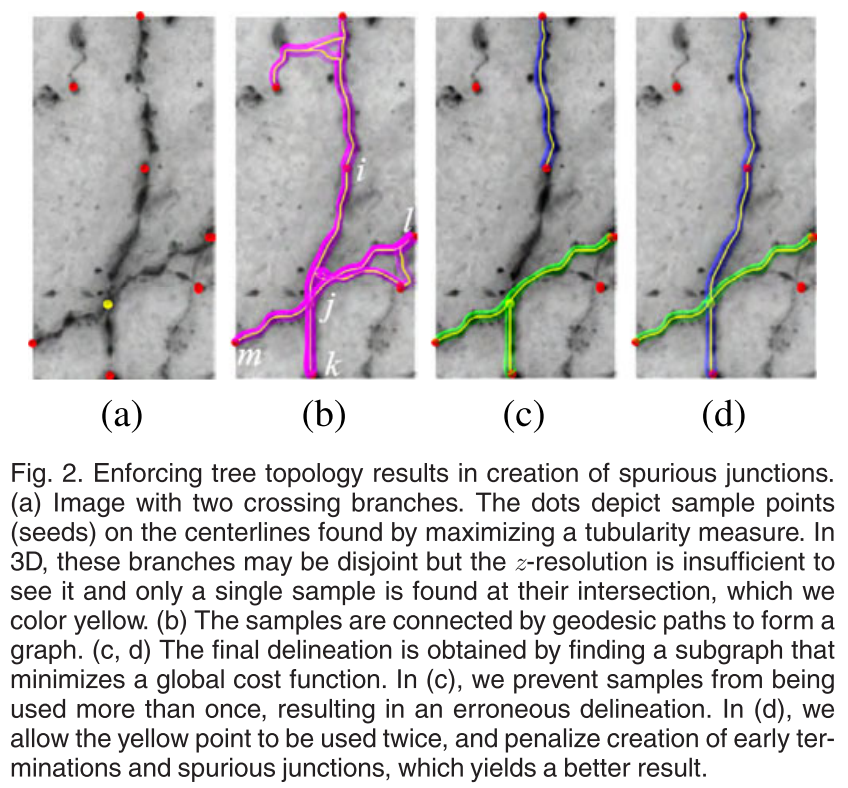 i
l
j
m
k
(a) (b) (c) (d)
Fig. 2. Enforcing tree topology results in creation of spurious junctions.
(a) Image with two crossing branches. The dots depict sample points
(seeds) on the centerlines found by maximizing a tubularity measure. In
3D, these branches may be disjoint but the z-resolution is insufficient to
see it and only a single sample is found at their intersection, which we
color yellow. (b) The samples are connected by geodesic paths to form a
graph. (c, d) The final delineation is obtained by finding a subgraph that
minimizes a global cost function. In (c), we prevent samples from being
used more than once, resulting in an erroneous delineation. In (d), we
allow the yellow point to be used twice, and penalize creation of early ter-
minations and spurious junctions, which yields a better result.